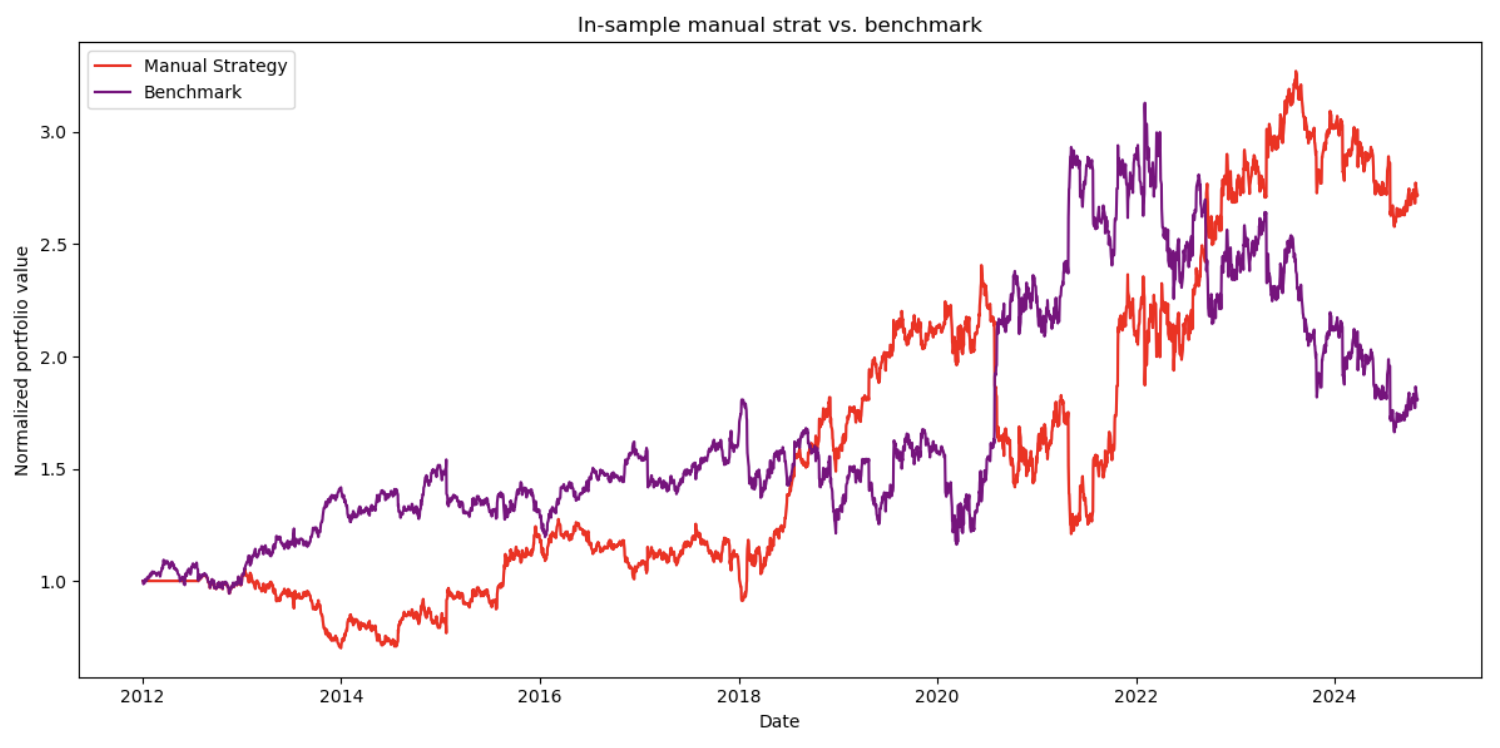 In-sample manual strat vs. benchmark
Manual Strategy
Benchmark
Normalized portfolio value
3.0
2.5
2.0
1.5
1.0
2012 2014 2016 2018 2020 2022 2024
Date